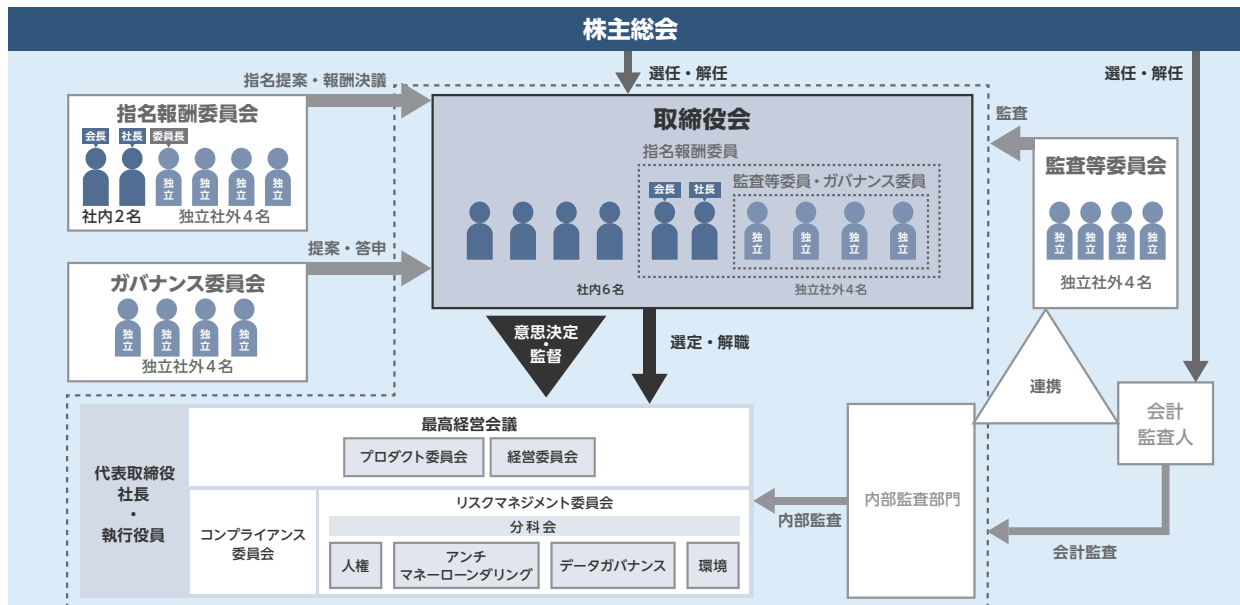 株主総会
選任・解任
選任・解任
指名提案・報酬決議
指名報酬委員会
会長
社長
委員長
独立
独立
独立
独立
社内2名
独立社外4名
提案・答申
ガバナンス委員会
独立
独立
独立
独立
独立社外4名
取締役会
指名報酬委員
監査等委員・ガバナンス委員
会長
社長
独立
独立
独立
独立
社内6名
独立社外4名
監査
監査等委員会
独立
独立
独立
独立
独立社外4名
意思決定
・
監督
選定・解職
連携
会計
監査人
代表取締役
社長
・
執行役員
最高経営会議
プロダクト委員会
経営委員会
コンプライアンス
委員会
リスクマネジメント委員会
分科会
人権
アンチ
マネーローンダリング
データガバナンス
環境
内部監査
内部監査部門
会計監査